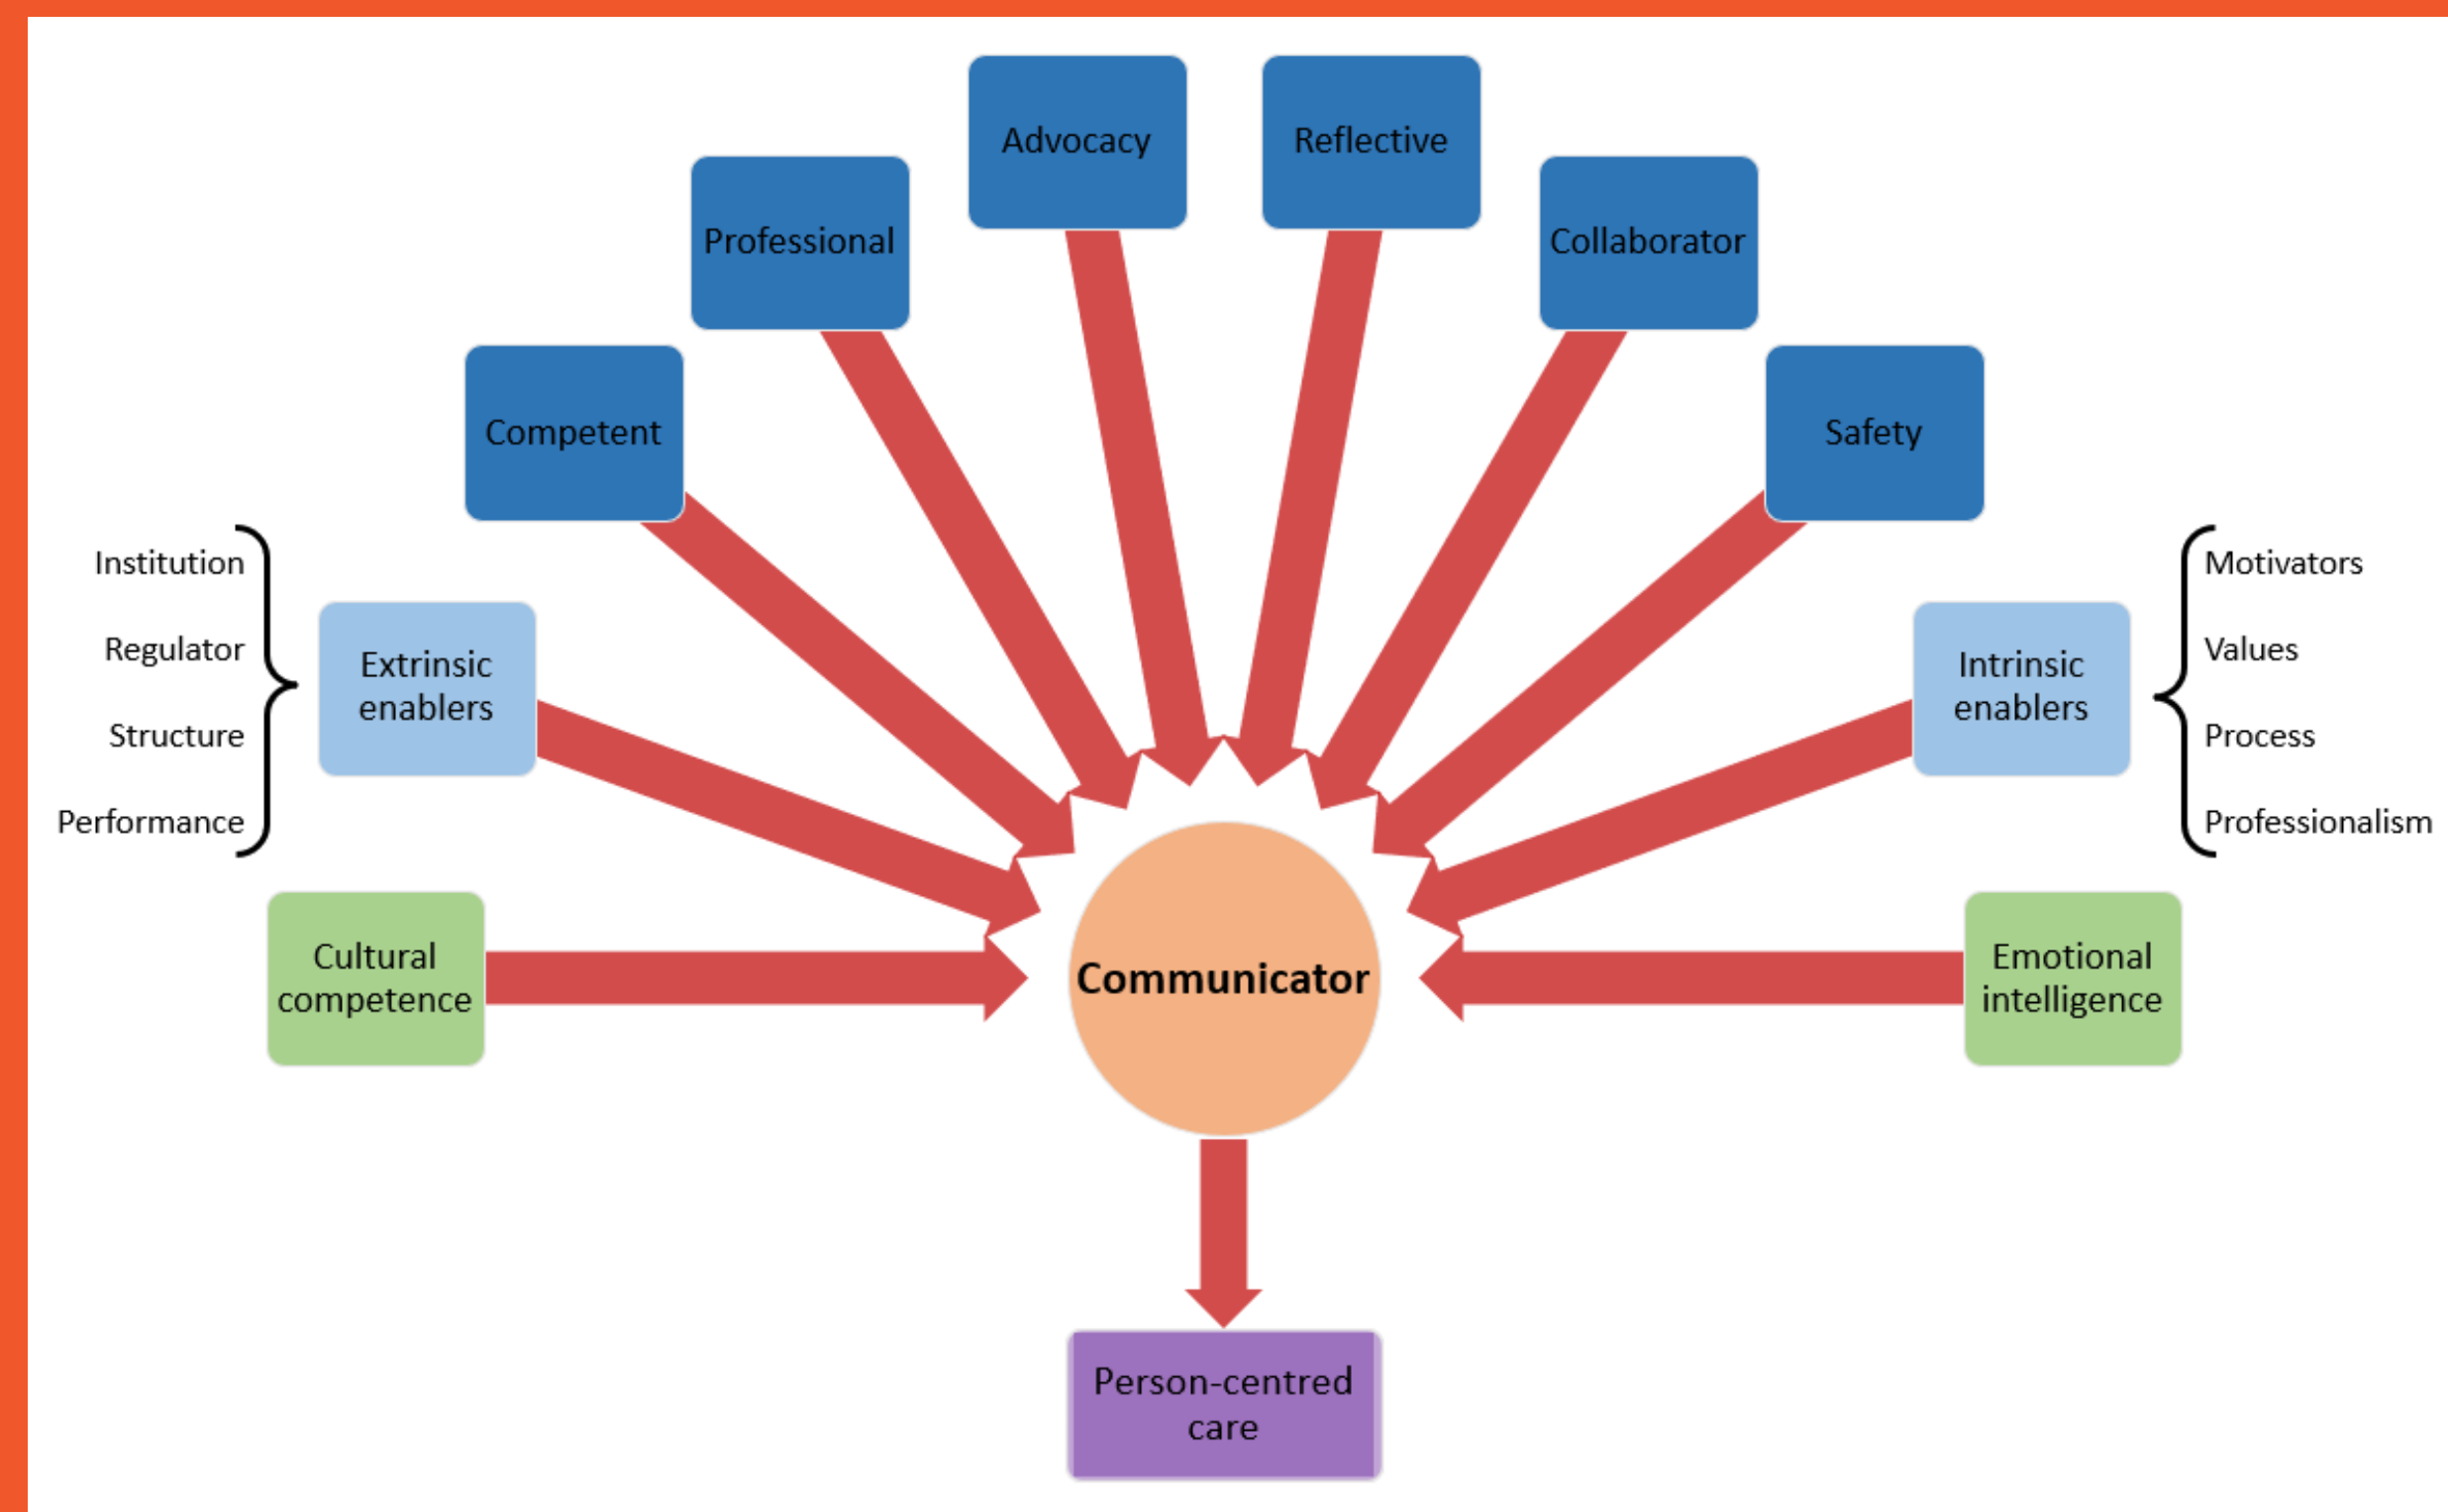 Advocacy
Reflective
Professional
Collaborator
Competent
Safety
Institution
Regulator
Structure
Performance
Extrinsic
enablers
Intrinsic
enablers
Motivators
Values
Process
Professionalism
Cultural
competence
Communicator
Emotional
intelligence
Person-centred
care